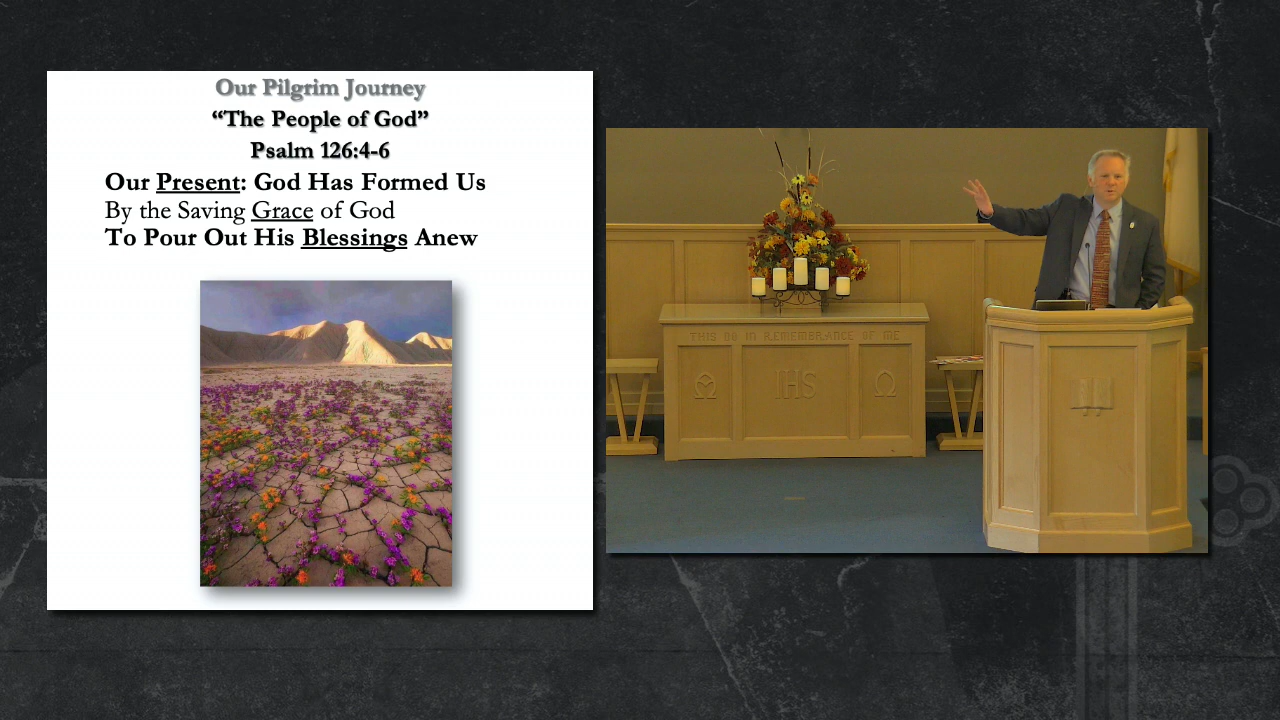 Our Pilgrim Journey
“The People of God”
Psalm 126:4-6
Our Present: God Has Formed Us
By the Saving Grace of God
To Pour Out His Blessings Anew
THIS DO IN REMEMBRANCE OF ME
IHS
Ω